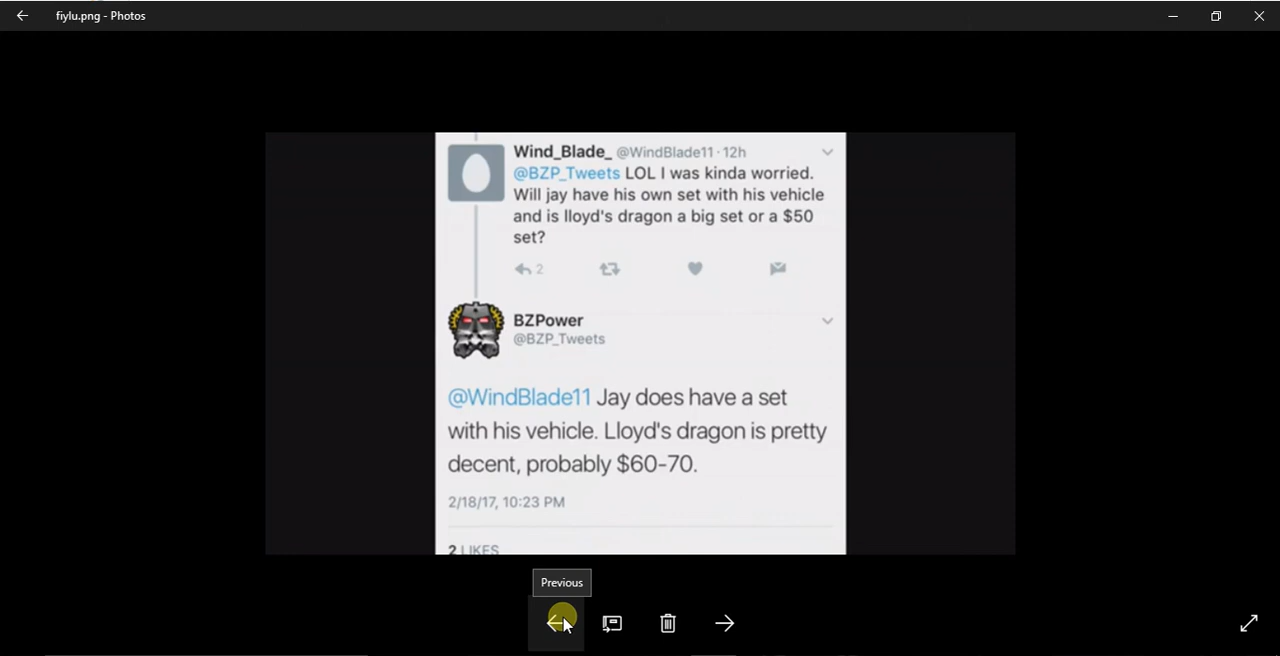 fiylu.png - Photos
Wind_Blade_ @WindBlade11 · 12h
@BZP_Tweets LOL I was kinda worried.
Will jay have his own set with his vehicle
and is lloyd's dragon a big set or a $50
set?
2
BZPower
@BZP_Tweets
@WindBlade11 Jay does have a set
with his vehicle. Lloyd's dragon is pretty
decent, probably $60-70.
2/18/17, 10:23 PM
2 LIKES
Previous